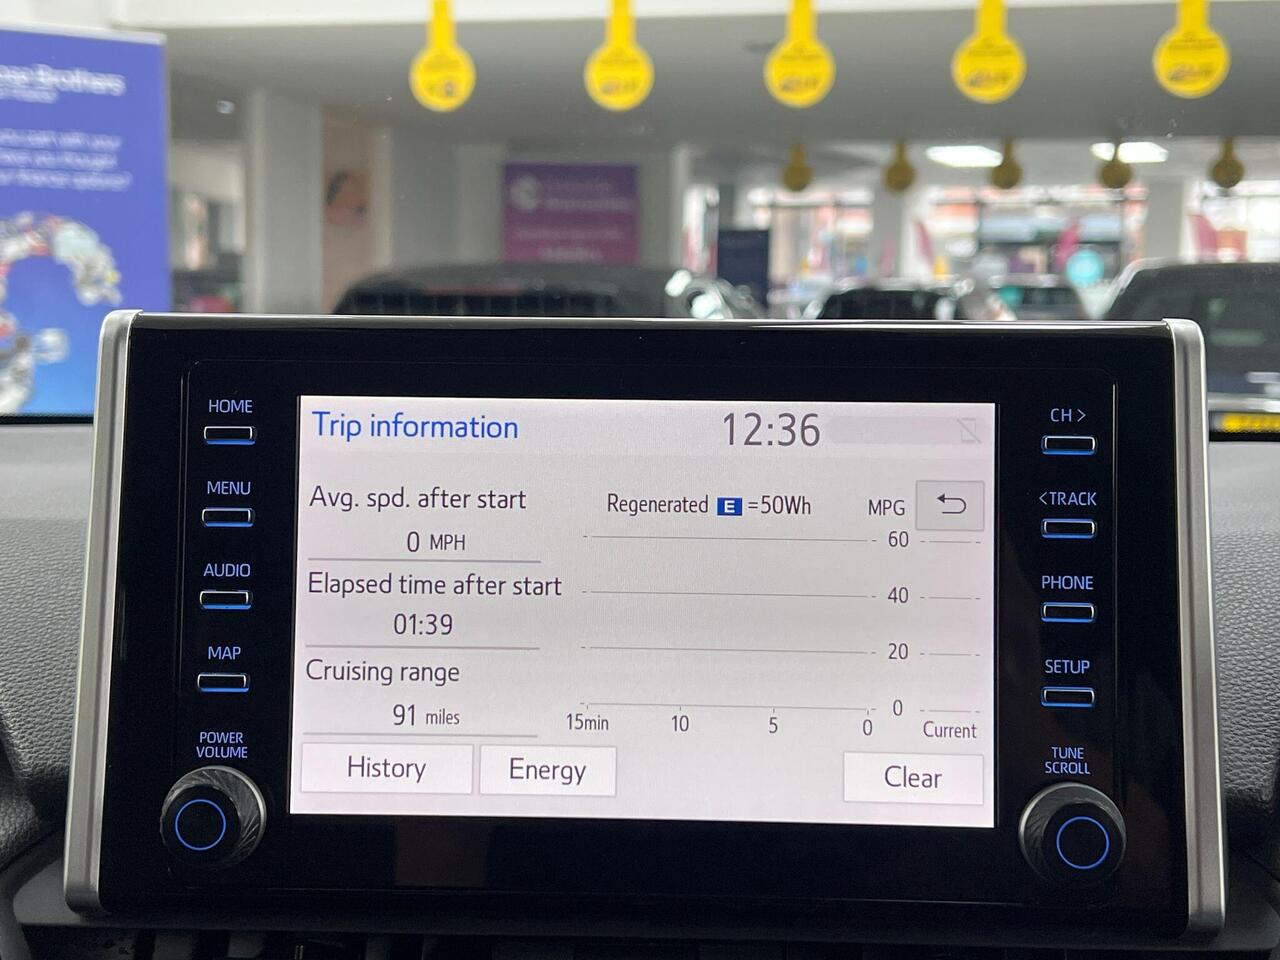 Brothers
HOME
MENU
AUDIO
MAP
POWER
VOLUME
Trip information
12:36
Avg. spd. after start
0 MPH
Elapsed time after start
01:39
Cruising range
91 miles
Regenerated E =50Wh
MPG
60
40
20
0
15min 10 5 0 Current
History
Energy
Clear
CH >
<TRACK
PHONE
SETUP
TUNE
SCROLL